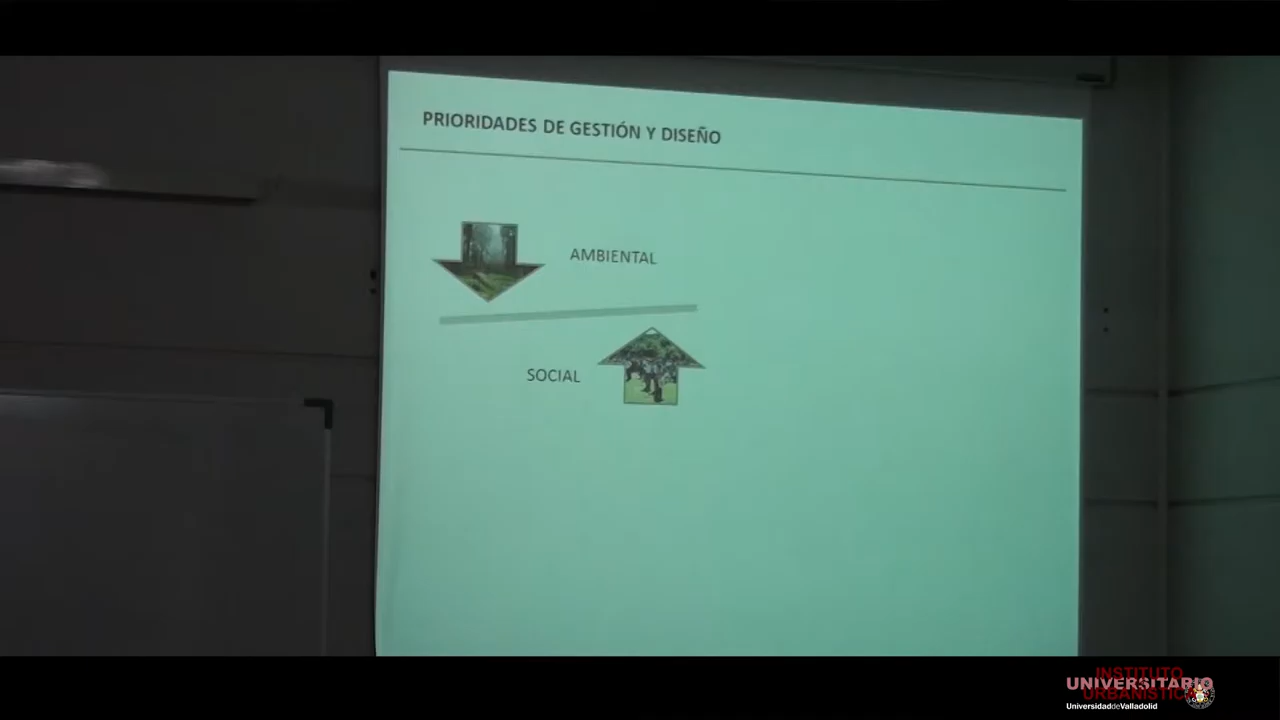 PRIORIDADES DE GESTIÓN Y DISEÑO
AMBIENTAL
SOCIAL
INSTITUTO
UNIVERSITARIO
URBANÍSTICA
UniversidaddeValladolid